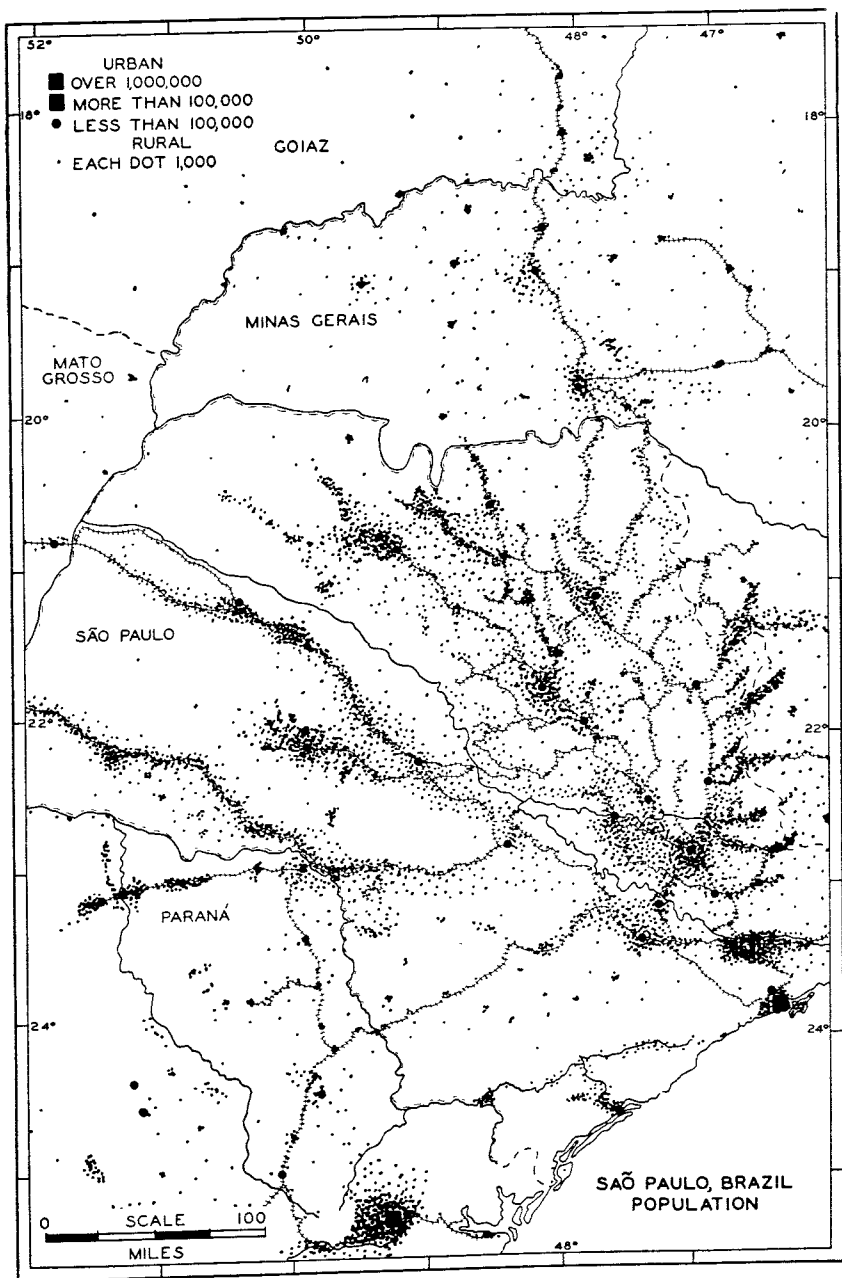 52° 50° 48° 47°
URBAN
OVER 1,000,000
MORE THAN 100,000
LESS THAN 100,000
RURAL
EACH DOT 1,000
18° 18°
GOIAZ
MINAS GERAIS
MATO
GROSSO
20° 20°
SÃO PAULO
22° 22°
PARANÁ
24° 24°
SAÕ PAULO, BRAZIL
POPULATION
0 SCALE 100
MILES
48°